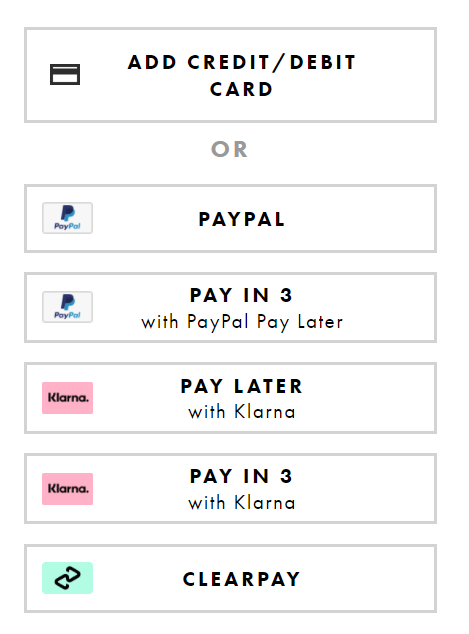 ADD CREDIT/DEBIT
CARD
OR
PayPal
PAYPAL
PayPal
PAY IN 3
with PayPal Pay Later
Klarna.
PAY LATER
with Klarna
Klarna.
PAY IN 3
with Klarna
CLEARPAY